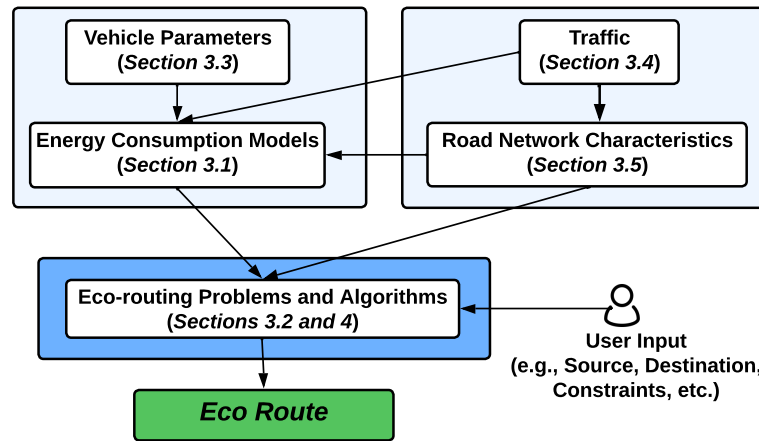 Vehicle Parameters
(Section 3.3)
Traffic
(Section 3.4)
Energy Consumption Models
(Section 3.1)
Road Network Characteristics
(Section 3.5)
Eco-routing Problems and Algorithms
(Sections 3.2 and 4)
User Input
(e.g., Source, Destination,
Constraints, etc.)
Eco Route